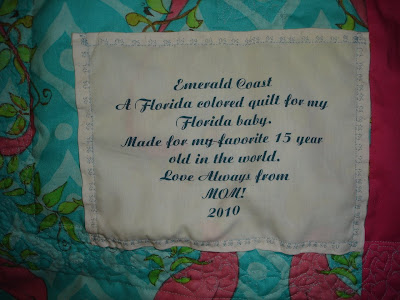 Emerald Coast
A Florida colored quilt for my
Florida baby.
Made for my favorite 15 year
old in the world.
Love Always from
MOM!
2010